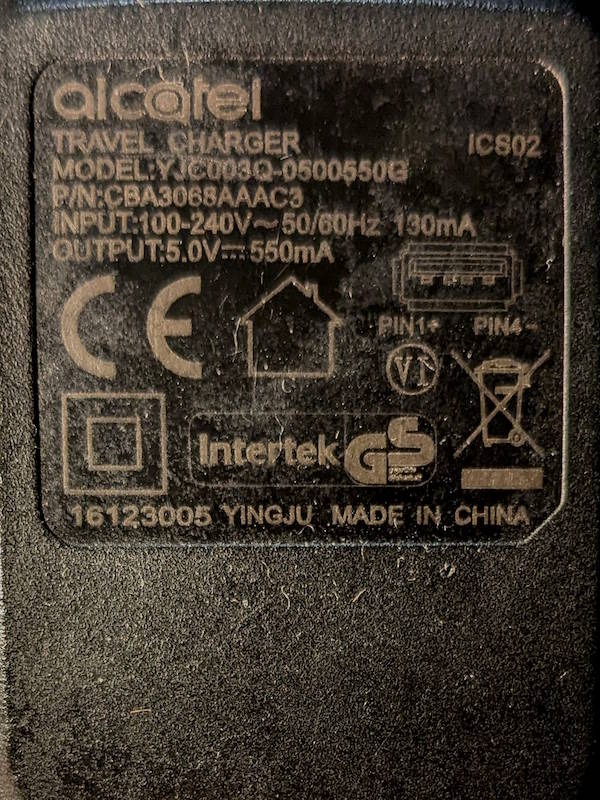 alcatel
TRAVEL CHARGER ICS02
MODEL:YJC003Q-0500550G
P/N:CBA3068AAAC3
INPUT:100-240V~50/60Hz 130mA
OUTPUT:5.0V⎓550mA
PIN1+ PIN4-
CE
VI
Intertek GS
16123005 YINGJU MADE IN CHINA